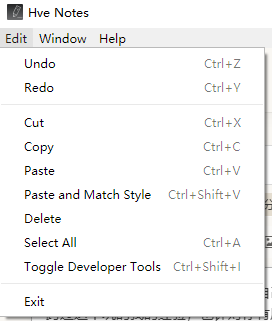 Hve Notes
Edit Window Help
Undo Ctrl+Z
Redo Ctrl+Y
Cut Ctrl+X
Copy Ctrl+C
Paste Ctrl+V
Paste and Match Style Ctrl+Shift+V
Delete
Select All Ctrl+A
Toggle Developer Tools Ctrl+Shift+I
Exit